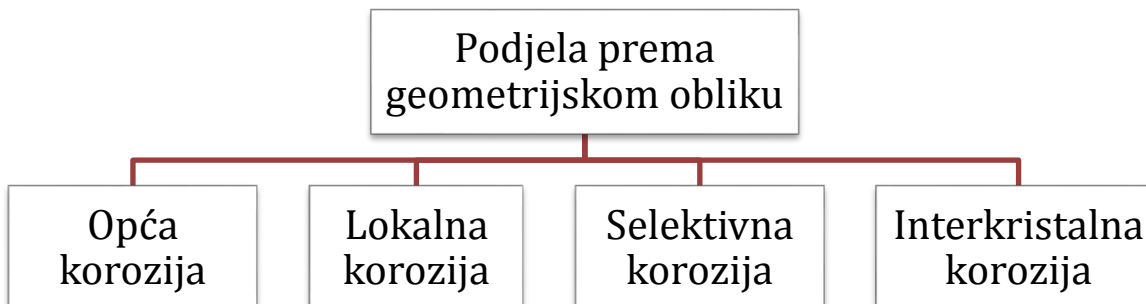 Podjela prema
geometrijskom obliku
Opća
korozija
Lokalna
korozija
Selektivna
korozija
Interkristalna
korozija